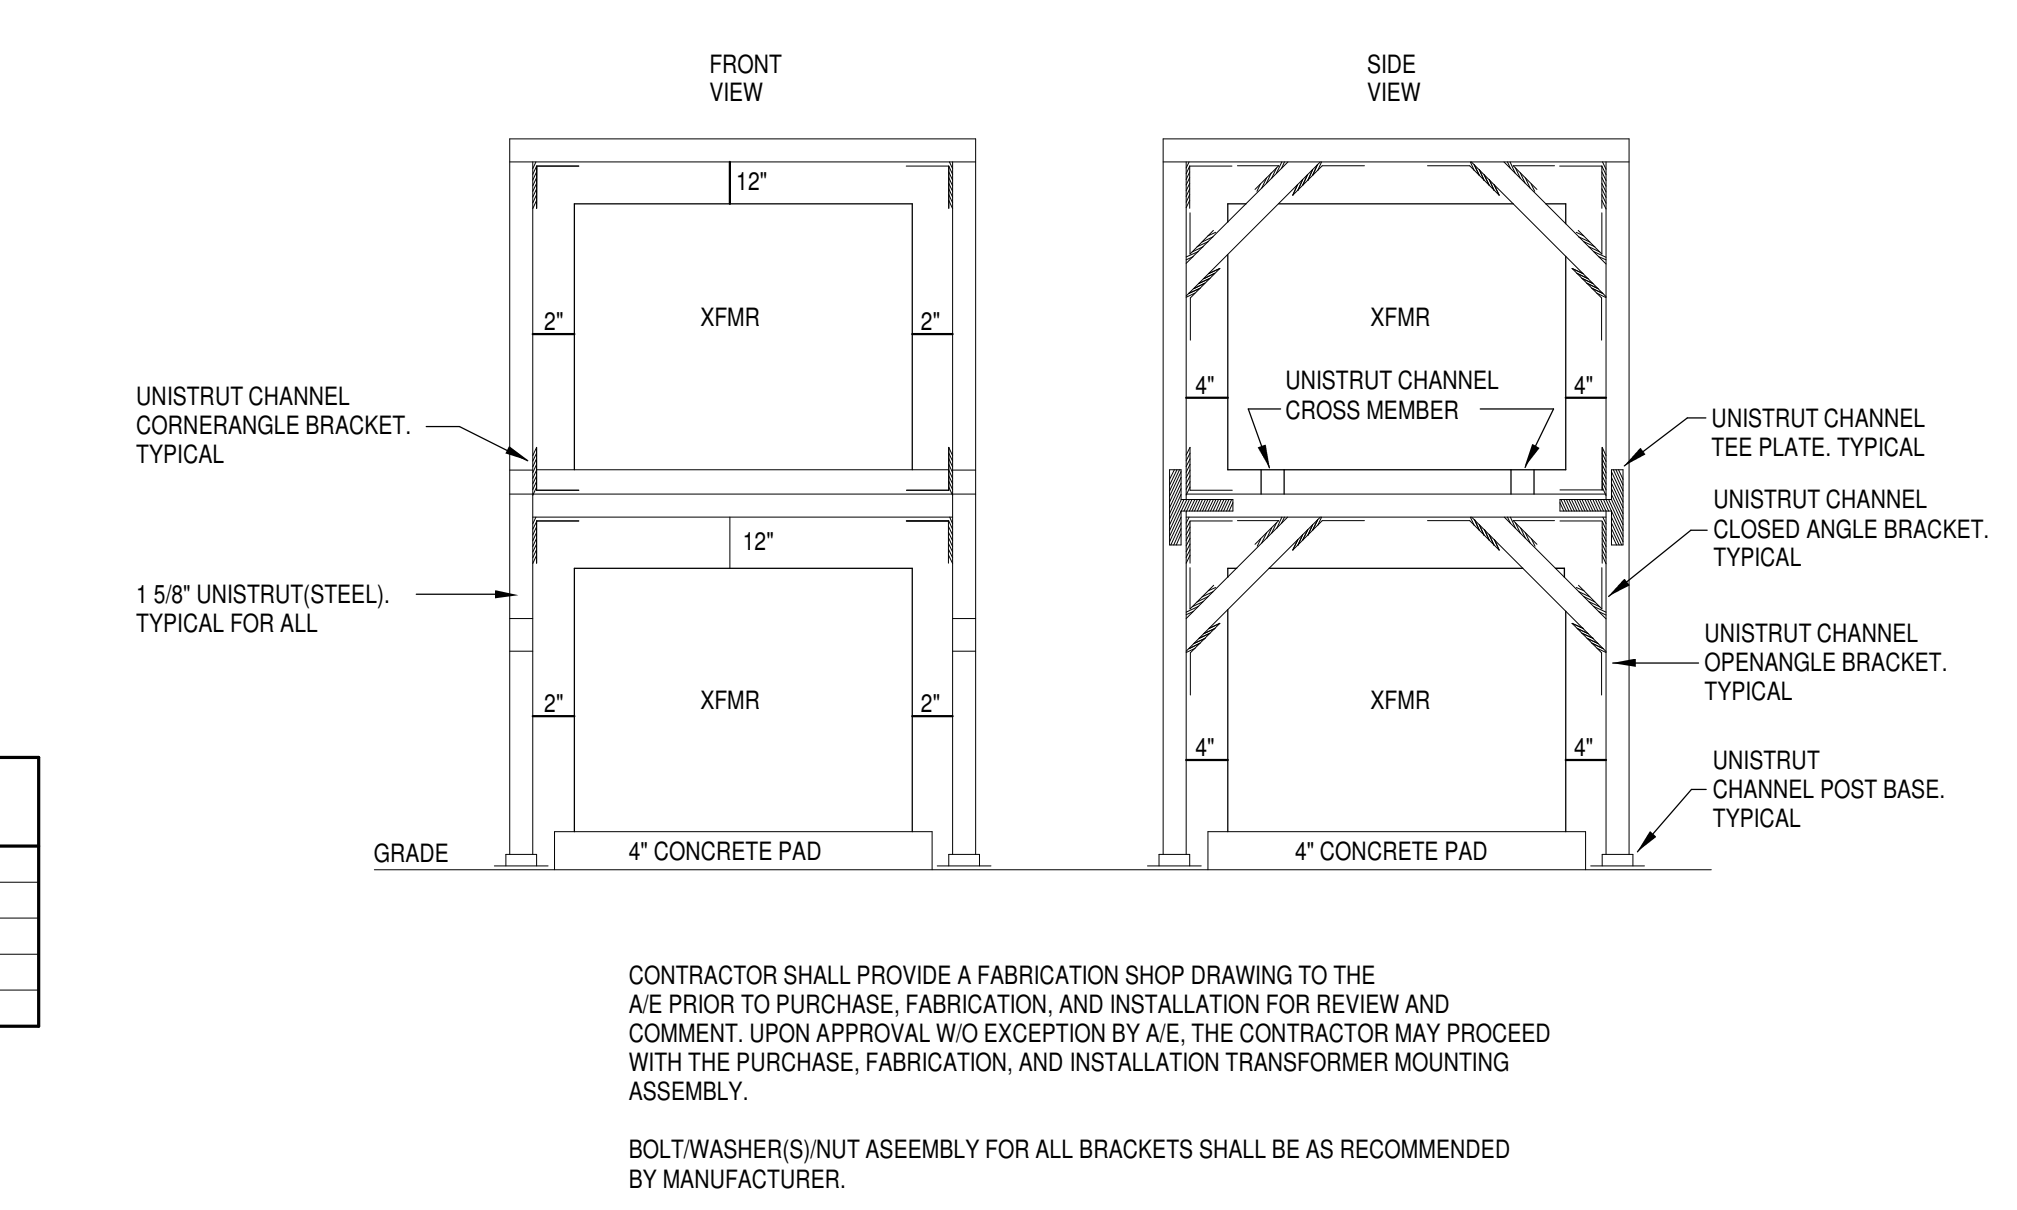 FRONT
VIEW
SIDE
VIEW
12"
2"
XFMR
2"
XFMR
4"
4"
UNISTRUT CHANNEL
CROSS MEMBER
UNISTRUT CHANNEL
CORNERANGLE BRACKET.
TYPICAL
UNISTRUT CHANNEL
TEE PLATE. TYPICAL
UNISTRUT CHANNEL
CLOSED ANGLE BRACKET.
TYPICAL
12"
1 5/8" UNISTRUT(STEEL).
TYPICAL FOR ALL
UNISTRUT CHANNEL
OPENANGLE BRACKET.
TYPICAL
2"
XFMR
2"
XFMR
4"
4"
UNISTRUT
CHANNEL POST BASE.
TYPICAL
GRADE
4" CONCRETE PAD
4" CONCRETE PAD
CONTRACTOR SHALL PROVIDE A FABRICATION SHOP DRAWING TO THE
A/E PRIOR TO PURCHASE, FABRICATION, AND INSTALLATION FOR REVIEW AND
COMMENT. UPON APPROVAL W/O EXCEPTION BY A/E, THE CONTRACTOR MAY PROCEED
WITH THE PURCHASE, FABRICATION, AND INSTALLATION TRANSFORMER MOUNTING
ASSEMBLY.
BOLT/WASHER(S)/NUT ASEEMBLY FOR ALL BRACKETS SHALL BE AS RECOMMENDED
BY MANUFACTURER.